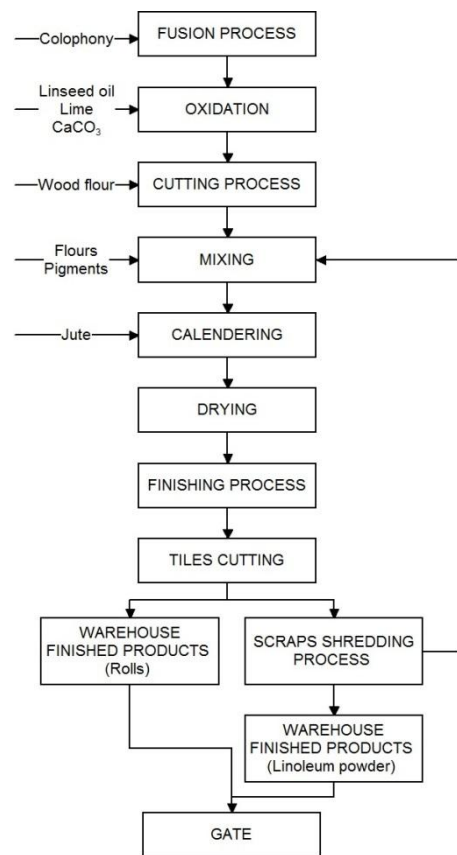 FUSION PROCESS
Colophony
Linseed oil
Lime
CaCO₃
OXIDATION
Wood flour
CUTTING PROCESS
Flours
Pigments
MIXING
Jute
CALENDERING
DRYING
FINISHING PROCESS
TILES CUTTING
WAREHOUSE
FINISHED PRODUCTS
(Rolls)
SCRAPS SHREDDING
PROCESS
WAREHOUSE
FINISHED PRODUCTS
(Linoleum powder)
GATE